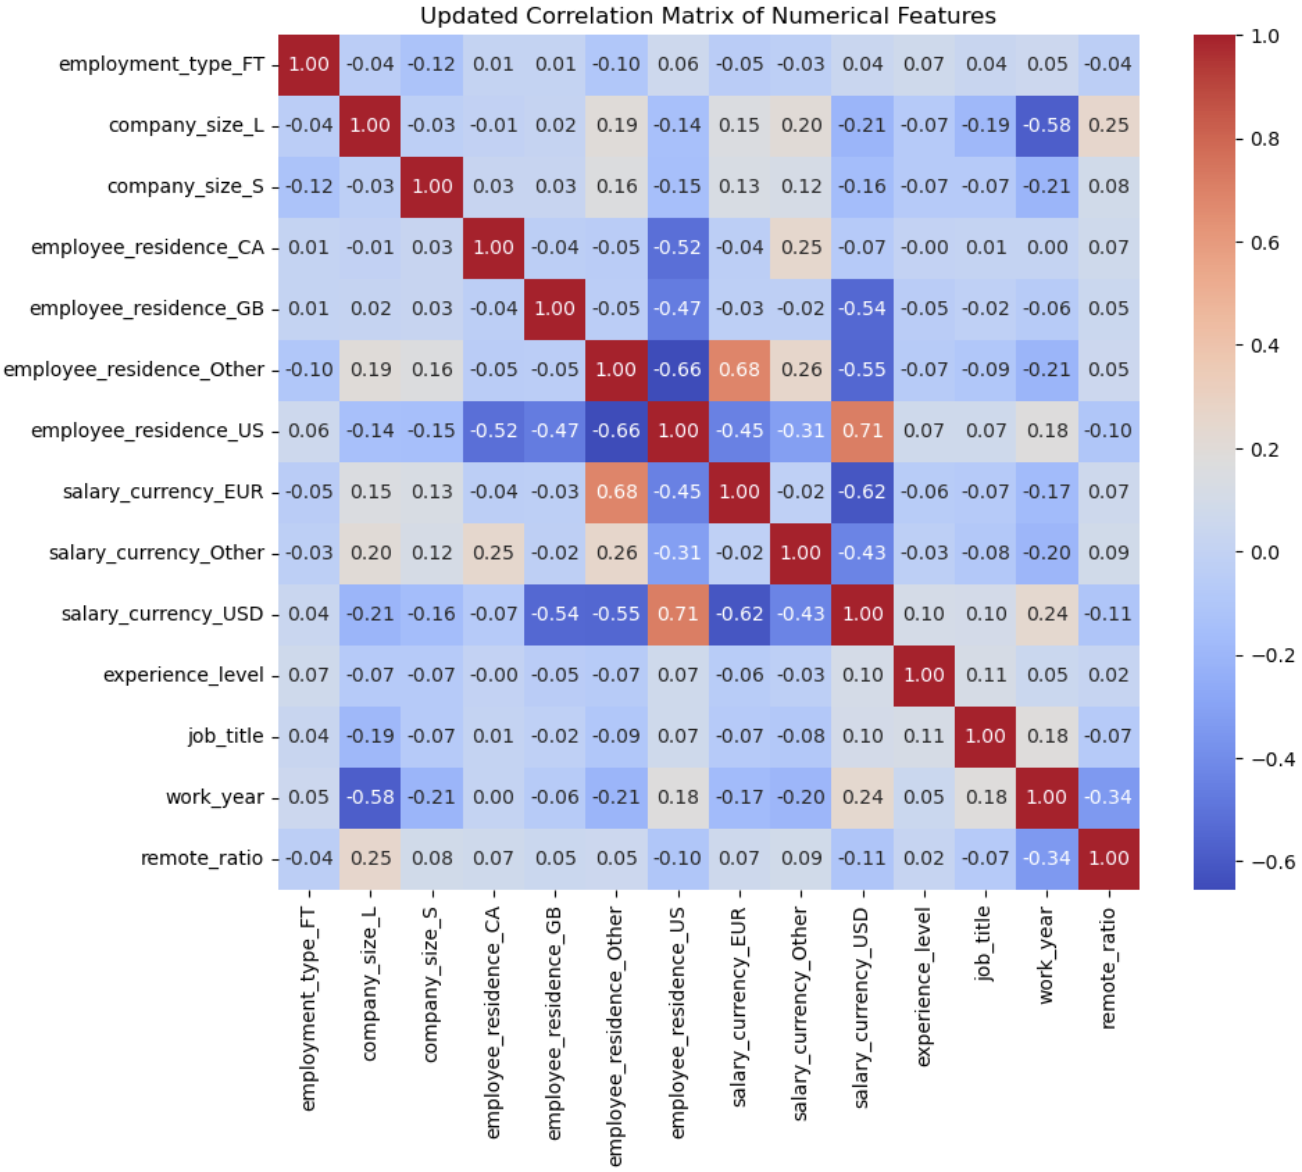 Updated Correlation Matrix of Numerical Features
employment_type_FT 1.00 -0.04 -0.12 0.01 0.01 -0.10 0.06 -0.05 -0.03 0.04 0.07 0.04 0.05 -0.04
company_size_L -0.04 1.00 -0.03 -0.01 0.02 0.19 -0.14 0.15 0.20 -0.21 -0.07 -0.19 -0.58 0.25
company_size_S -0.12 -0.03 1.00 0.03 0.03 0.16 -0.15 0.13 0.12 -0.16 -0.07 -0.07 -0.21 0.08
employee_residence_CA 0.01 -0.01 0.03 1.00 -0.04 -0.05 -0.52 -0.04 0.25 -0.07 -0.00 0.01 0.00 0.07
employee_residence_GB 0.01 0.02 0.03 -0.04 1.00 -0.05 -0.47 -0.03 -0.02 -0.54 -0.05 -0.02 -0.06 0.05
employee_residence_Other -0.10 0.19 0.16 -0.05 -0.05 1.00 -0.66 0.68 0.26 -0.55 -0.07 -0.09 -0.21 0.05
employee_residence_US 0.06 -0.14 -0.15 -0.52 -0.47 -0.66 1.00 -0.45 -0.31 0.71 0.07 0.07 0.18 -0.10
salary_currency_EUR -0.05 0.15 0.13 -0.04 -0.03 0.68 -0.45 1.00 -0.02 -0.62 -0.06 -0.07 -0.17 0.07
salary_currency_Other -0.03 0.20 0.12 0.25 -0.02 0.26 -0.31 -0.02 1.00 -0.43 -0.03 -0.08 -0.20 0.09
salary_currency_USD 0.04 -0.21 -0.16 -0.07 -0.54 -0.55 0.71 -0.62 -0.43 1.00 0.10 0.10 0.24 -0.11
experience_level 0.07 -0.07 -0.07 -0.00 -0.05 -0.07 0.07 -0.06 -0.03 0.10 1.00 0.11 0.05 0.02
job_title 0.04 -0.19 -0.07 0.01 -0.02 -0.09 0.07 -0.07 -0.08 0.10 0.11 1.00 0.18 -0.07
work_year 0.05 -0.58 -0.21 0.00 -0.06 -0.21 0.18 -0.17 -0.20 0.24 0.05 0.18 1.00 -0.34
remote_ratio -0.04 0.25 0.08 0.07 0.05 0.05 -0.10 0.07 0.09 -0.11 0.02 -0.07 -0.34 1.00
employment_type_FT
company_size_L
company_size_S
employee_residence_CA
employee_residence_GB
employee_residence_Other
employee_residence_US
salary_currency_EUR
salary_currency_Other
salary_currency_USD
experience_level
job_title
work_year
remote_ratio
1.0
0.8
0.6
0.4
0.2
0.0
−0.2
−0.4
−0.6